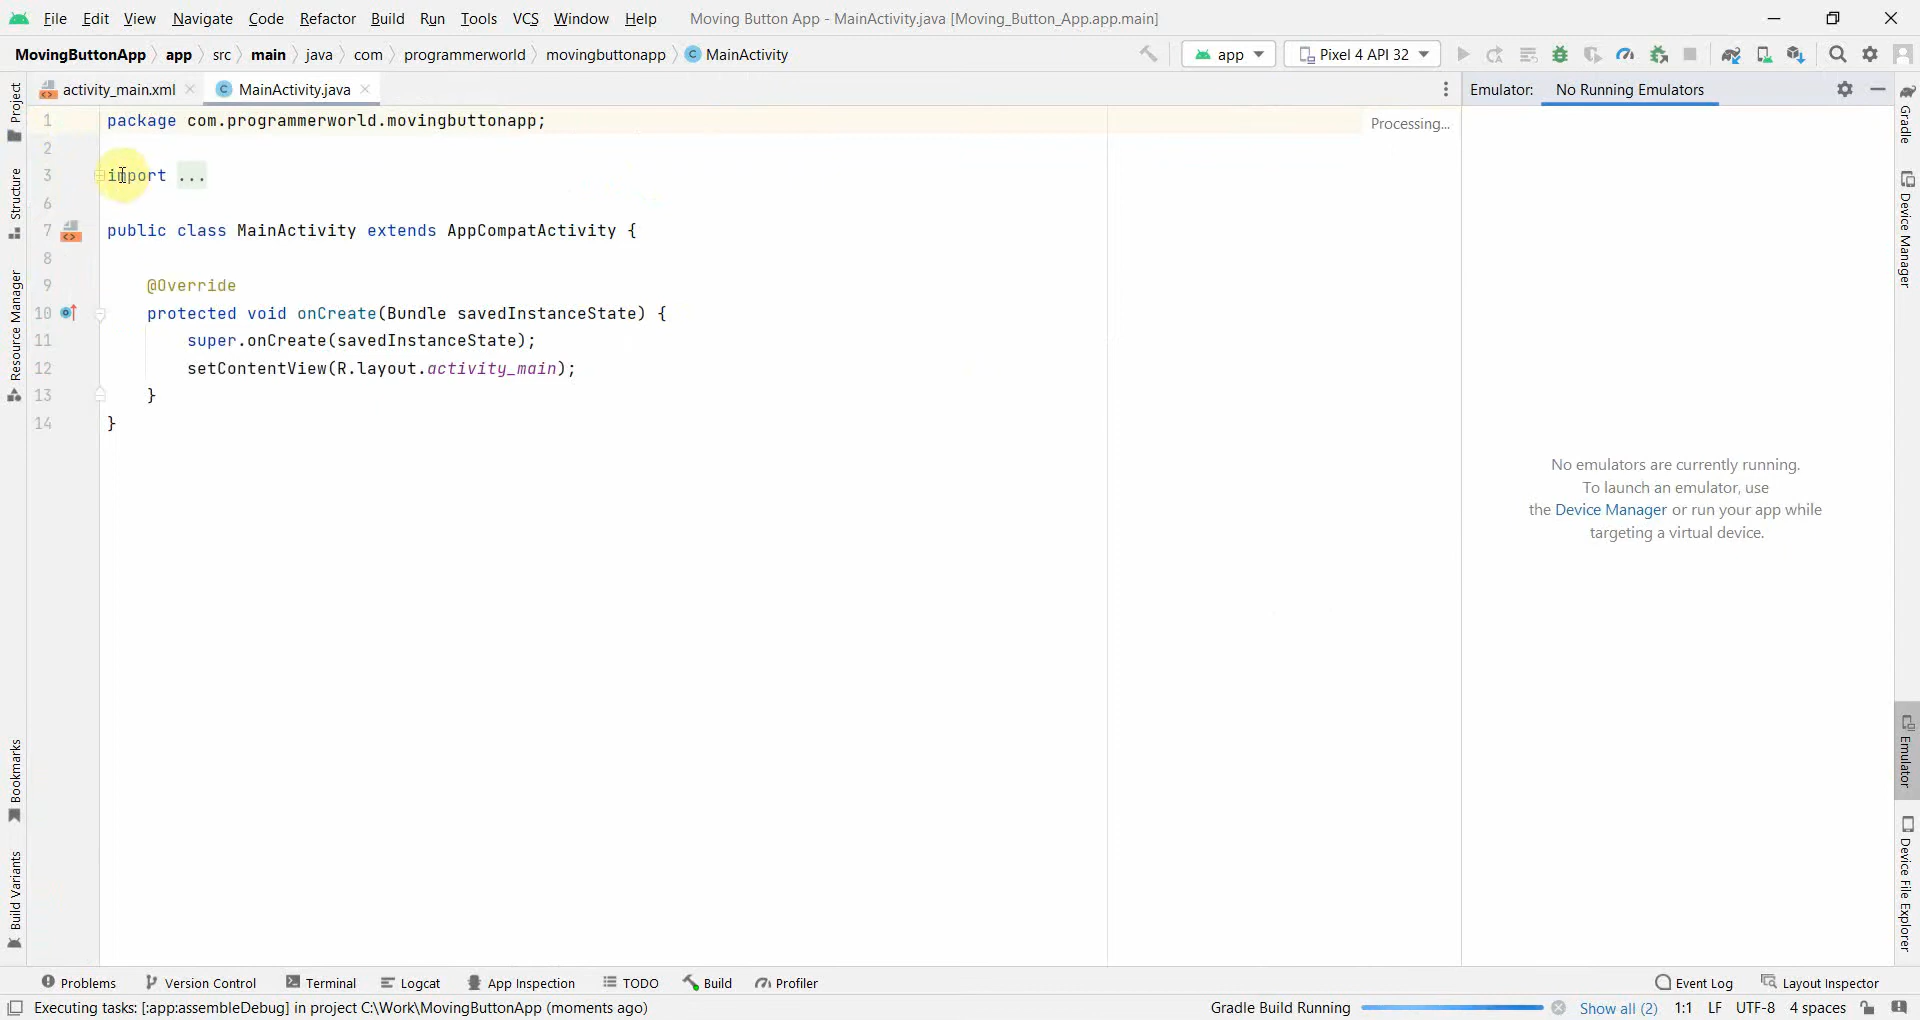 File Edit View Navigate Code Refactor Build Run Tools VCS Window Help Moving Button App - MainActivity.java [Moving_Button_App.app.main]
MovingButtonApp app src main java com programmerworld movingbuttonapp MainActivity app Pixel 4 API 32
activity_main.xml MainActivity.java Emulator: No Running Emulators
Project
Structure
Resource Manager
Bookmarks
Build Variants
1 package com.programmerworld.movingbuttonapp;
Processing...
2
3 import ...
6
7 public class MainActivity extends AppCompatActivity {
8
9 @Override
10 protected void onCreate(Bundle savedInstanceState) {
11 super.onCreate(savedInstanceState);
12 setContentView(R.layout.activity_main);
13 }
14 }
No emulators are currently running.
To launch an emulator, use
the Device Manager or run your app while
targeting a virtual device.
Gradle
Device Manager
Emulator
Device File Explorer
Problems Version Control Terminal Logcat App Inspection TODO Build Profiler Event Log Layout Inspector
Executing tasks: [:app:assembleDebug] in project C:\Work\MovingButtonApp (moments ago) Gradle Build Running Show all (2) 1:1 LF UTF-8 4 spaces